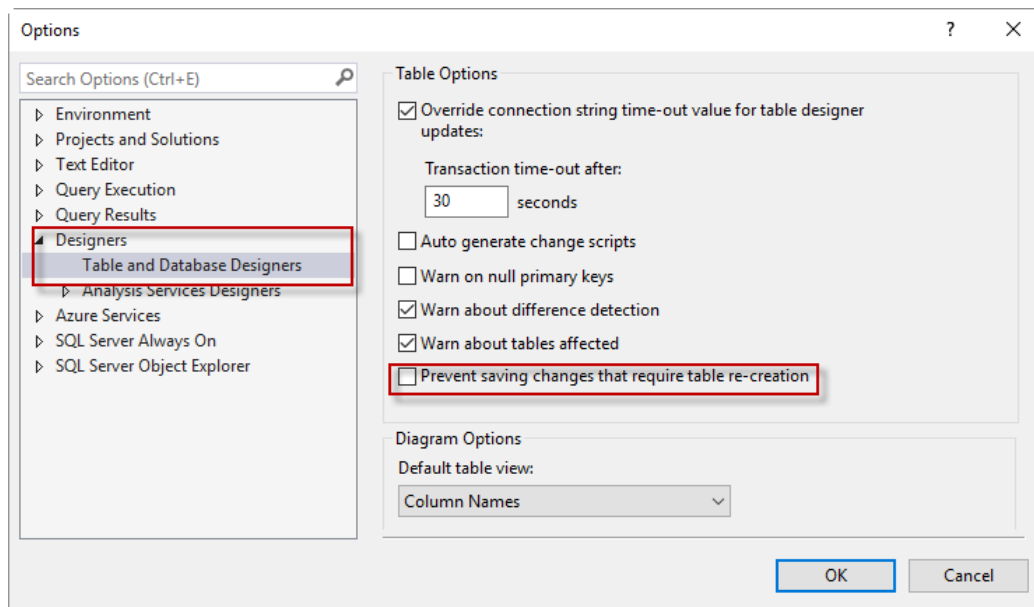 Options
?
Search Options (Ctrl+E)
Environment
Projects and Solutions
Text Editor
Query Execution
Query Results
Designers
Table and Database Designers
Analysis Services Designers
Azure Services
SQL Server Always On
SQL Server Object Explorer
Table Options
Override connection string time-out value for table designer
updates:
Transaction time-out after:
30 seconds
Auto generate change scripts
Warn on null primary keys
Warn about difference detection
Warn about tables affected
Prevent saving changes that require table re-creation
Diagram Options
Default table view:
Column Names
OK
Cancel